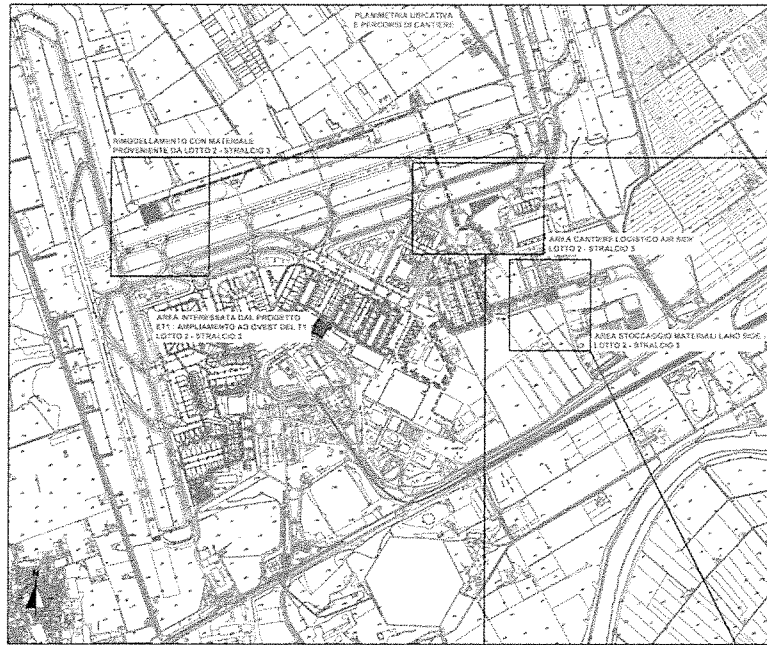 PLANIMETRIA UBICATIVA
E PERCORSI DI CANTIERE
RIMODELLAMENTO CON MATERIALE
PROVENIENTE DA LOTTO 2 - STRALCIO 3
AREA CANTIERE LOGISTICO AIR SIDE
LOTTO 2 - STRALCIO 3
AREA INTERESSATA DAL PROGETTO
ET1: AMPLIAMENTO AD OVEST DEL T1
LOTTO 2 - STRALCIO 3
AREA STOCCAGGIO MATERIALI LAND SIDE
LOTTO 2 - STRALCIO 3
N